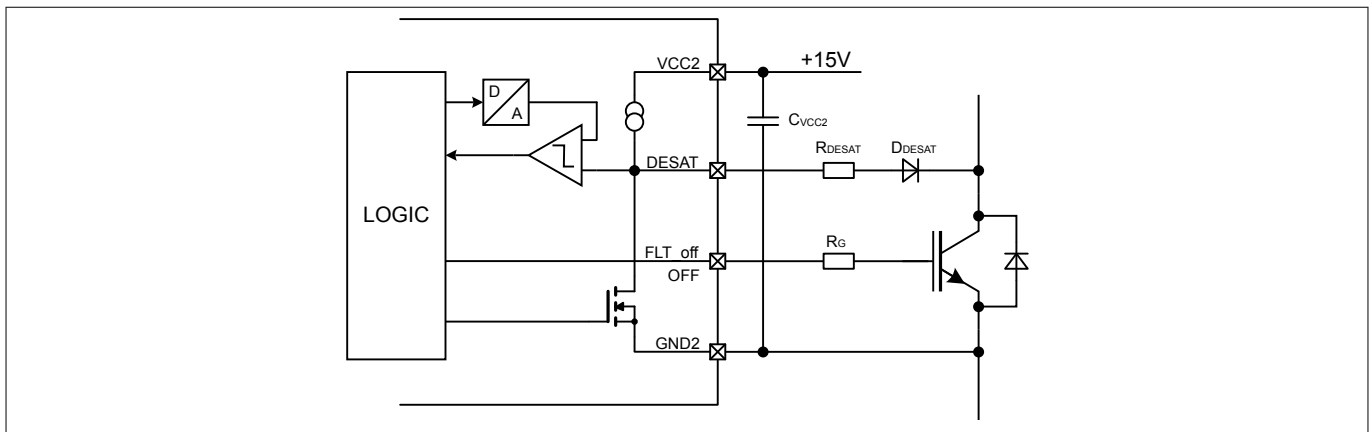 VCC2
+15V
D
A
CVCC2
DESAT
RDESAT
DDESAT
LOGIC
FLT_off
RG
OFF
GND2